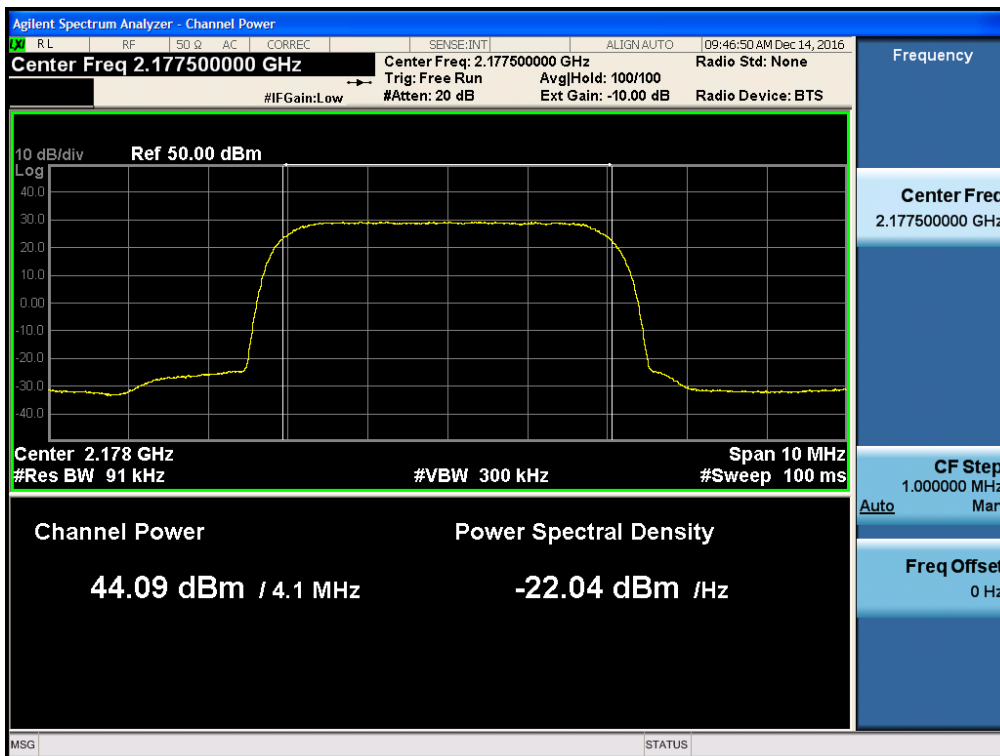 Agilent Spectrum Analyzer - Channel Power
LXI RL RF 50 Ω AC CORREC SENSE:INT ALIGN AUTO 09:46:50 AM Dec 14, 2016
Center Freq 2.177500000 GHz
#IFGain:Low
Center Freq: 2.177500000 GHz
Trig: Free Run Avg|Hold: 100/100
#Atten: 20 dB Ext Gain: -10.00 dB
Radio Std: None
Radio Device: BTS
10 dB/div Ref 50.00 dBm
Log
40.0
30.0
20.0
10.0
0.00
-10.0
-20.0
-30.0
-40.0
Center 2.178 GHz Span 10 MHz
#Res BW 91 kHz #VBW 300 kHz #Sweep 100 ms
Channel Power Power Spectral Density
44.09 dBm / 4.1 MHz -22.04 dBm /Hz
Frequency
Center Freq
2.177500000 GHz
CF Step
1.000000 MHz
Auto Man
Freq Offset
0 Hz
MSG STATUS